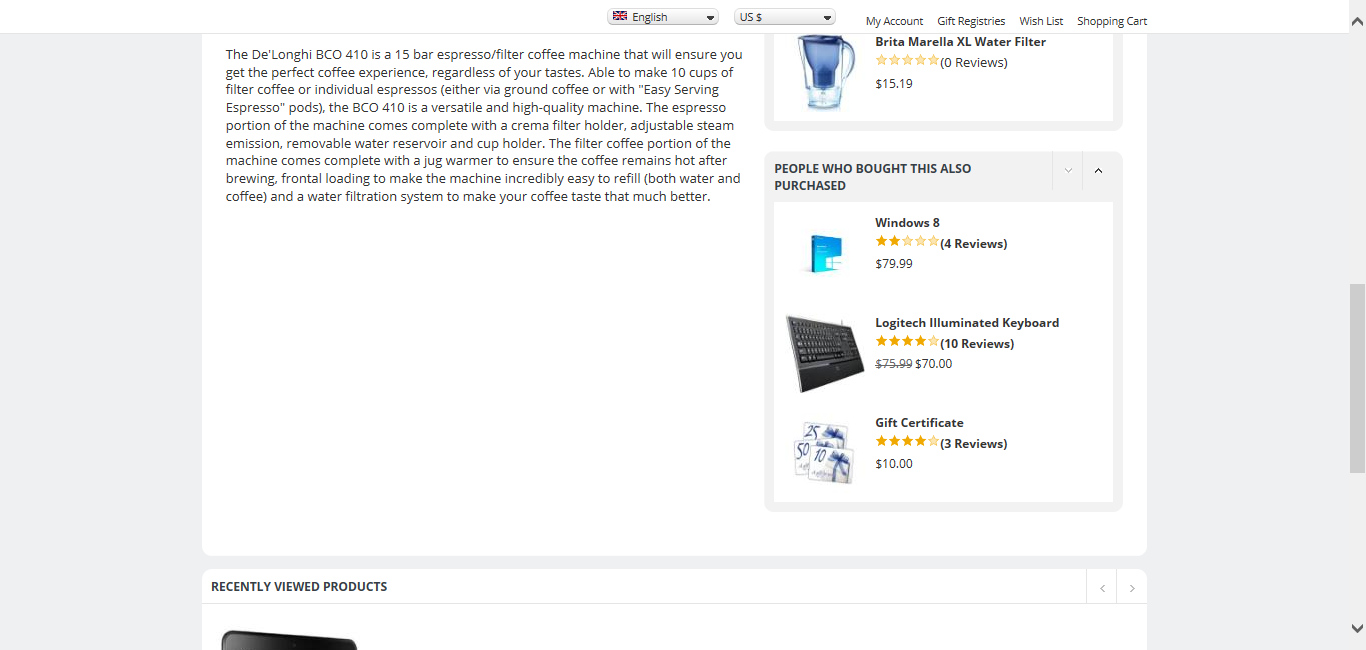 English
US $
My Account
Gift Registries
Wish List
Shopping Cart
The De'Longhi BCO 410 is a 15 bar espresso/filter coffee machine that will ensure you
get the perfect coffee experience, regardless of your tastes. Able to make 10 cups of
filter coffee or individual espressos (either via ground coffee or with "Easy Serving
Espresso" pods), the BCO 410 is a versatile and high-quality machine. The espresso
portion of the machine comes complete with a crema filter holder, adjustable steam
emission, removable water reservoir and cup holder. The filter coffee portion of the
machine comes complete with a jug warmer to ensure the coffee remains hot after
brewing, frontal loading to make the machine incredibly easy to refill (both water and
coffee) and a water filtration system to make your coffee taste that much better.
Brita Marella XL Water Filter
(0 Reviews)
$15.19
PEOPLE WHO BOUGHT THIS ALSO
PURCHASED
Windows 8
(4 Reviews)
$79.99
Logitech Illuminated Keyboard
(10 Reviews)
$75.99 $70.00
25
50
10
Gift Certificate
(3 Reviews)
$10.00
RECENTLY VIEWED PRODUCTS